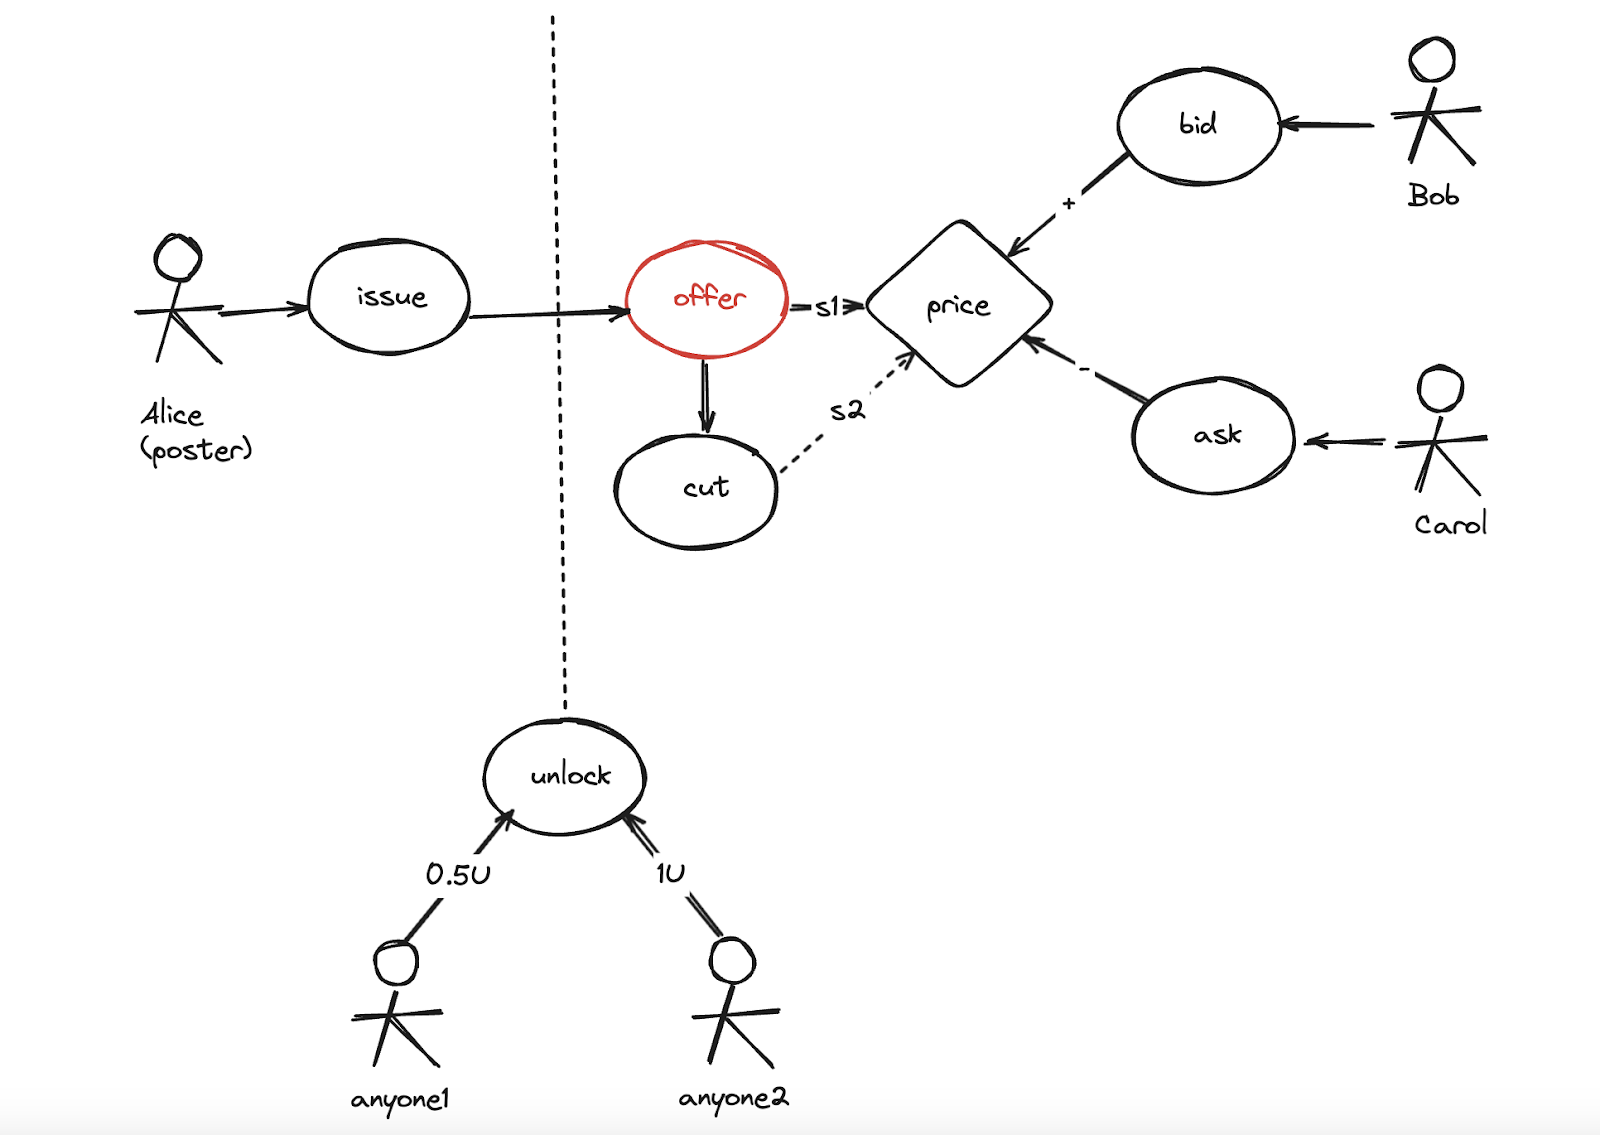 bid
Bob
issue
offer
s1
price
+
Alice
(poster)
s2
-
ask
cut
Carol
unlock
0.5U
1U
anyone1
anyone2